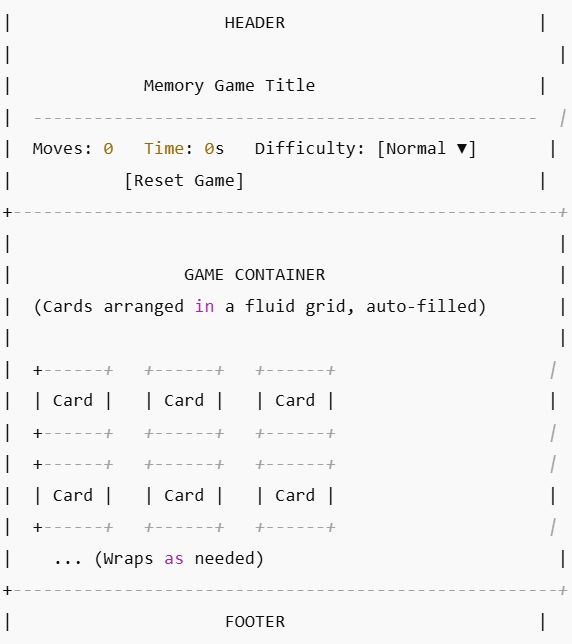 |                     HEADER                         |
|                                                      |
|             Memory Game Title                      |
|  --------------------------------------------------  |
|  Moves: 0   Time: 0s   Difficulty: [Normal ▼]       |
|           [Reset Game]                             |
+------------------------------------------------------+
|                                                      |
|                 GAME CONTAINER                       |
|  (Cards arranged in a fluid grid, auto-filled)       |
|                                                      |
|  +------+   +------+   +------+                     |
|  | Card |   | Card |   | Card |                     |
|  +------+   +------+   +------+                     |
|  +------+   +------+   +------+                     |
|  | Card |   | Card |   | Card |                     |
|  +------+   +------+   +------+                     |
|    ... (Wraps as needed)                             |
+------------------------------------------------------+
|                     FOOTER                         |